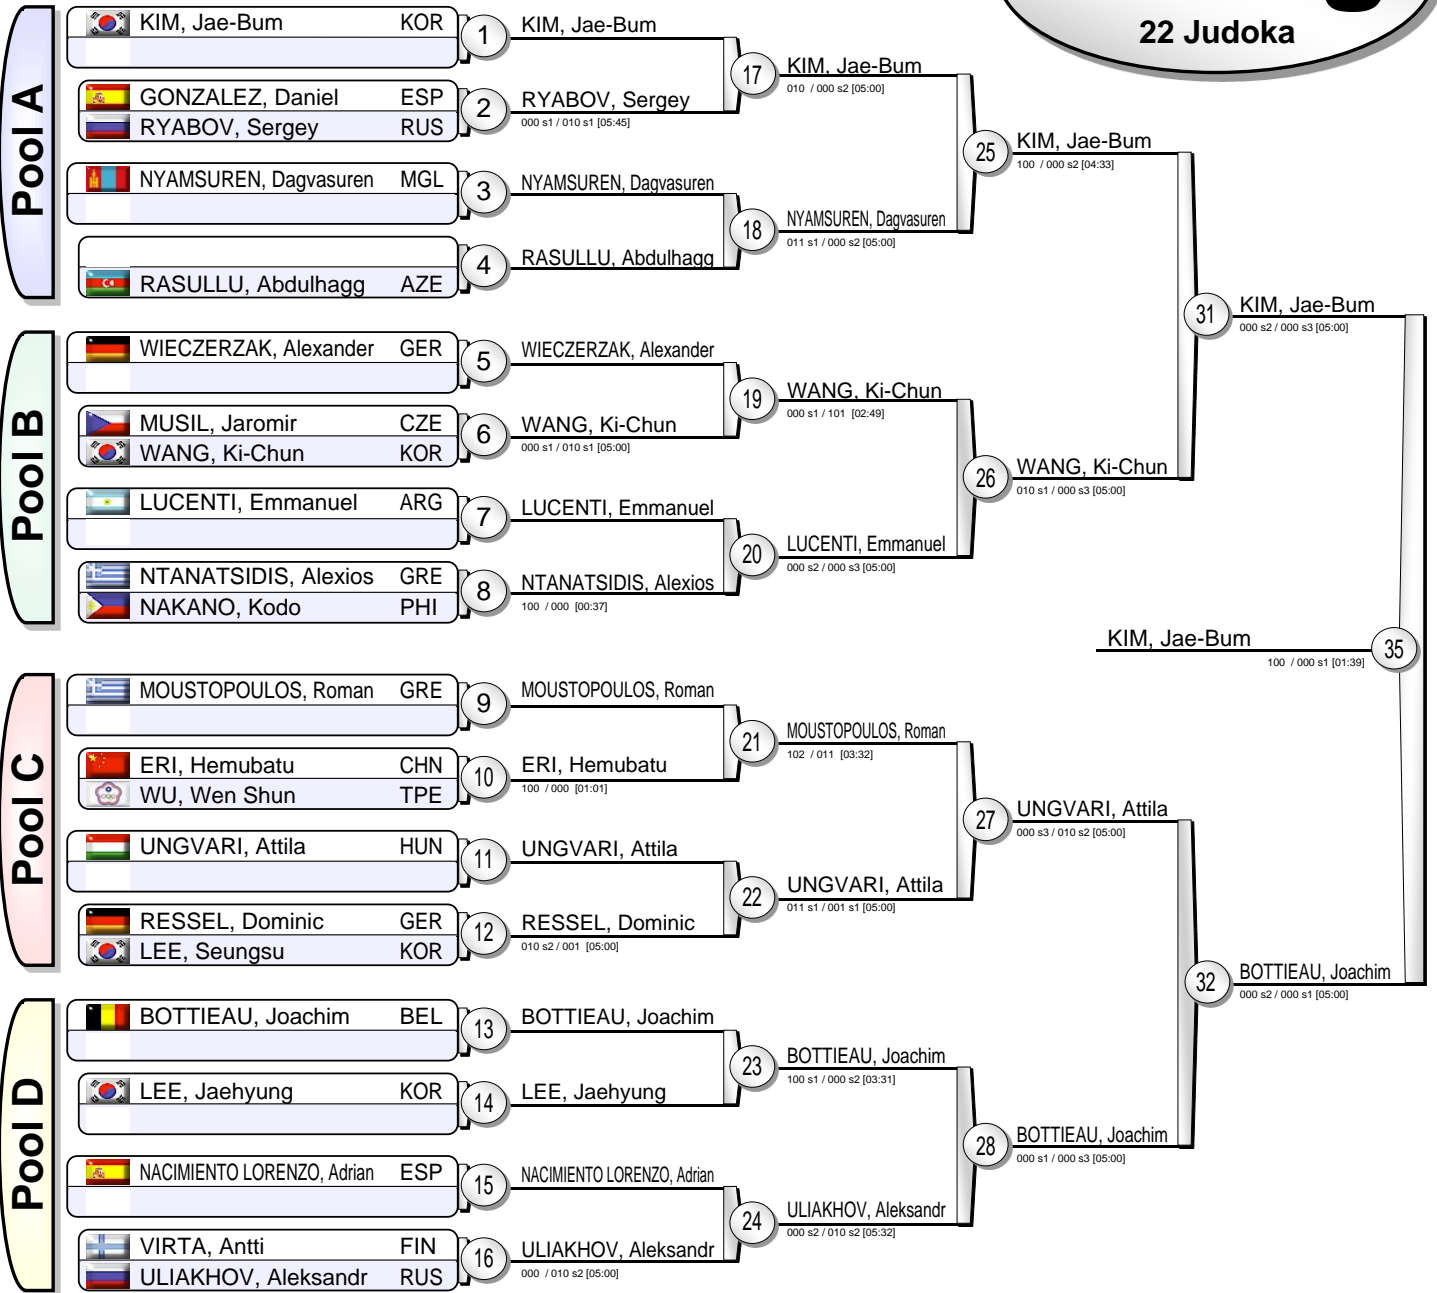 22 Judoka
Pool A
KIM, Jae-Bum KOR
1
GONZALEZ, Daniel ESP
RYABOV, Sergey RUS
2
NYAMSUREN, Dagvasuren MGL
3
RASULLU, Abdulhagg AZE
4
Pool B
WIECZERZAK, Alexander GER
5
MUSIL, Jaromir CZE
WANG, Ki-Chun KOR
6
LUCENTI, Emmanuel ARG
7
NTANATSIDIS, Alexios GRE
NAKANO, Kodo PHI
8
Pool C
MOUSTOPOULOS, Roman GRE
9
ERI, Hemubatu CHN
WU, Wen Shun TPE
10
UNGVARI, Attila HUN
11
RESSEL, Dominic GER
LEE, Seungsu KOR
12
Pool D
BOTTIEAU, Joachim BEL
13
LEE, Jaehyung KOR
14
NACIMIENTO LORENZO, Adrian ESP
15
VIRTA, Antti FIN
ULIAKHOV, Aleksandr RUS
16
KIM, Jae-Bum
RYABOV, Sergey
000 s1 / 010 s1 [05:45]
17
NYAMSUREN, Dagvasuren
RASULLU, Abdulhagg
18
WIECZERZAK, Alexander
WANG, Ki-Chun
000 s1 / 010 s1 [05:00]
19
LUCENTI, Emmanuel
NTANATSIDIS, Alexios
100 / 000 [00:37]
20
MOUSTOPOULOS, Roman
ERI, Hemubatu
100 / 000 [01:01]
21
UNGVARI, Attila
RESSEL, Dominic
010 s2 / 001 [05:00]
22
BOTTIEAU, Joachim
LEE, Jaehyung
23
NACIMIENTO LORENZO, Adrian
ULIAKHOV, Aleksandr
000 / 010 s2 [05:00]
24
KIM, Jae-Bum
010 / 000 s2 [05:00]
NYAMSUREN, Dagvasuren
011 s1 / 000 s2 [05:00]
25
WANG, Ki-Chun
000 s1 / 101 [02:49]
LUCENTI, Emmanuel
000 s2 / 000 s3 [05:00]
26
MOUSTOPOULOS, Roman
102 / 011 [03:32]
UNGVARI, Attila
011 s1 / 001 s1 [05:00]
27
BOTTIEAU, Joachim
100 s1 / 000 s2 [03:31]
ULIAKHOV, Aleksandr
000 s2 / 010 s2 [05:32]
28
KIM, Jae-Bum
100 / 000 s2 [04:33]
WANG, Ki-Chun
010 s1 / 000 s3 [05:00]
31
UNGVARI, Attila
000 s3 / 010 s2 [05:00]
BOTTIEAU, Joachim
000 s1 / 000 s3 [05:00]
32
KIM, Jae-Bum
000 s2 / 000 s3 [05:00]
BOTTIEAU, Joachim
000 s2 / 000 s1 [05:00]
KIM, Jae-Bum
100 / 000 s1 [01:39]
35